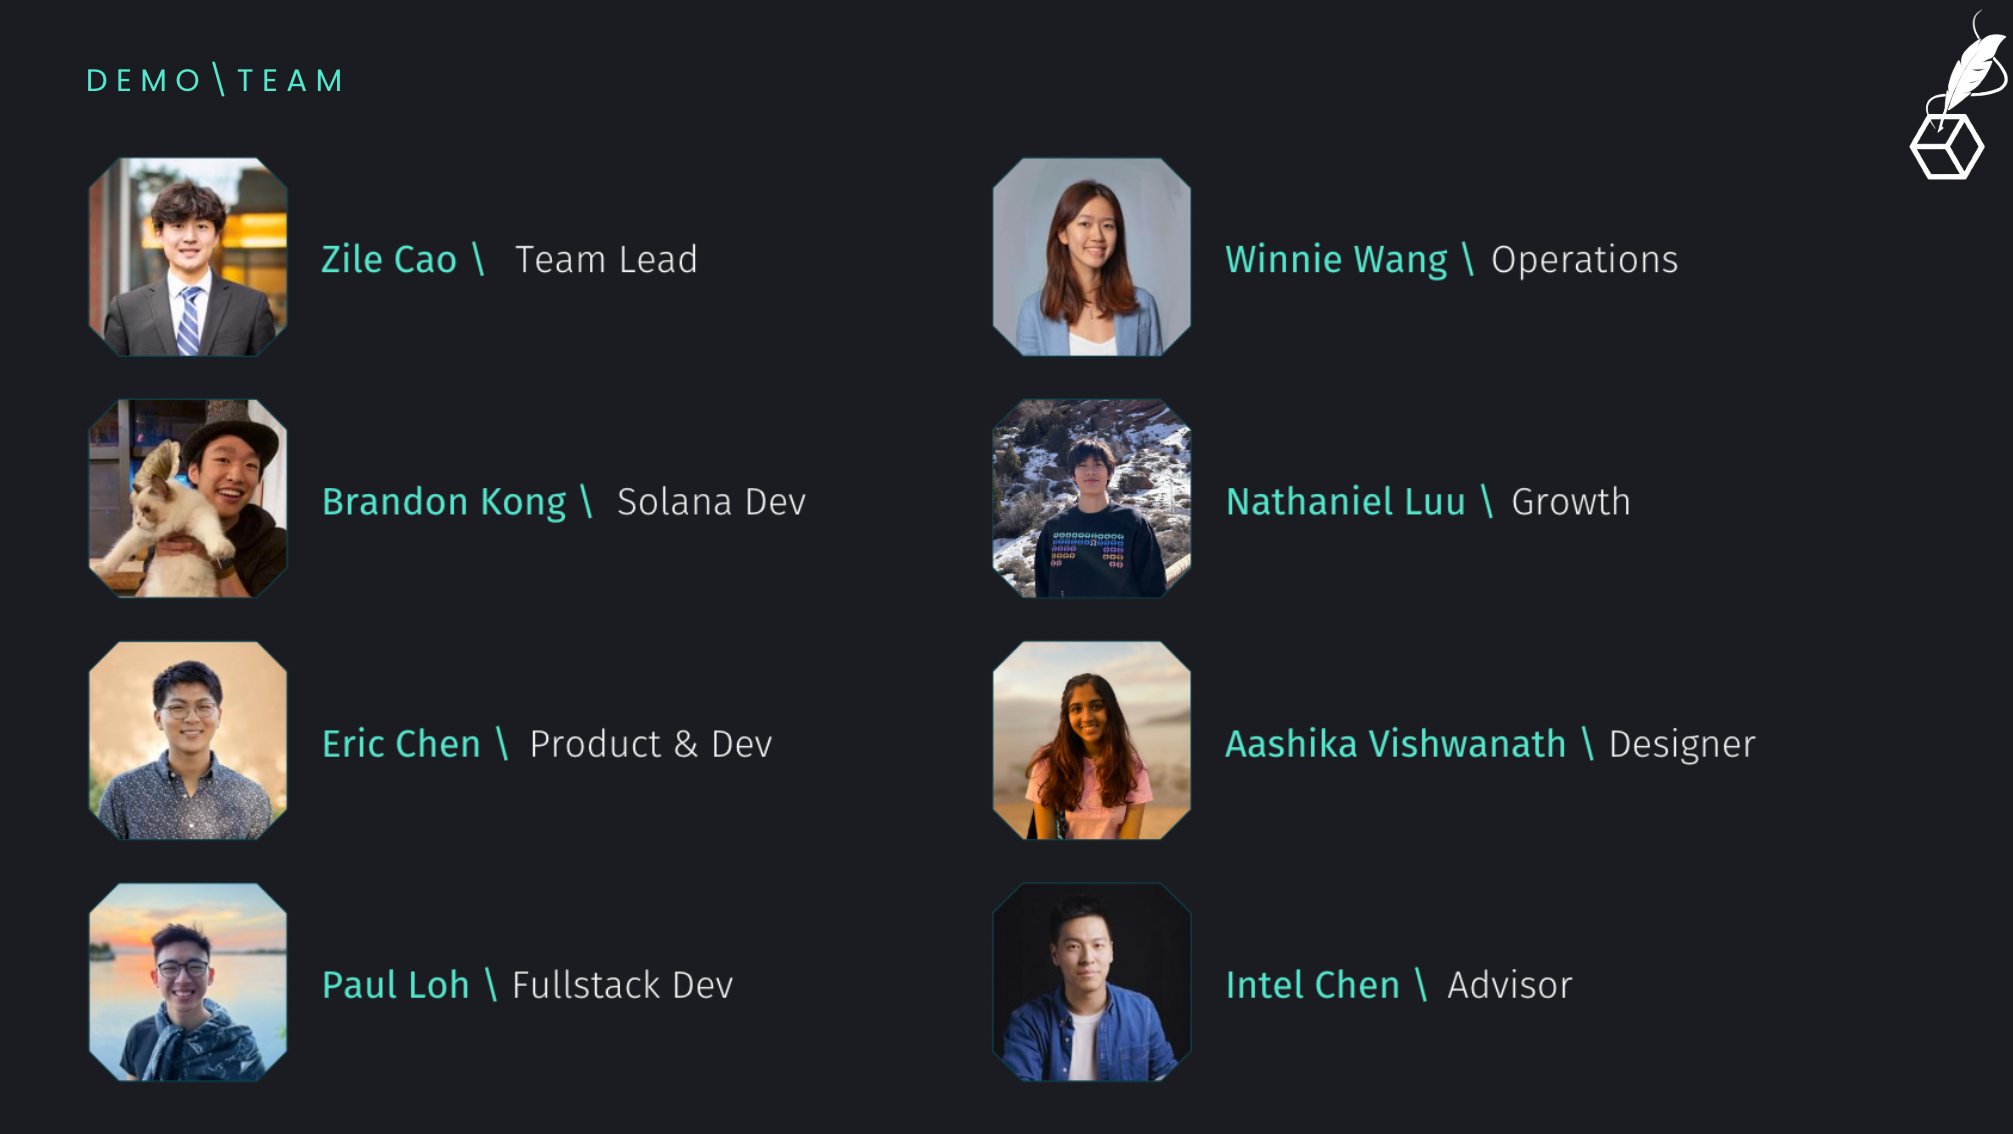 DEMO\TEAM
Zile Cao \ Team Lead
Winnie Wang \ Operations
Brandon Kong \ Solana Dev
Nathaniel Luu \ Growth
Eric Chen \ Product & Dev
Aashika Vishwanath \ Designer
Paul Loh \ Fullstack Dev
Intel Chen \ Advisor